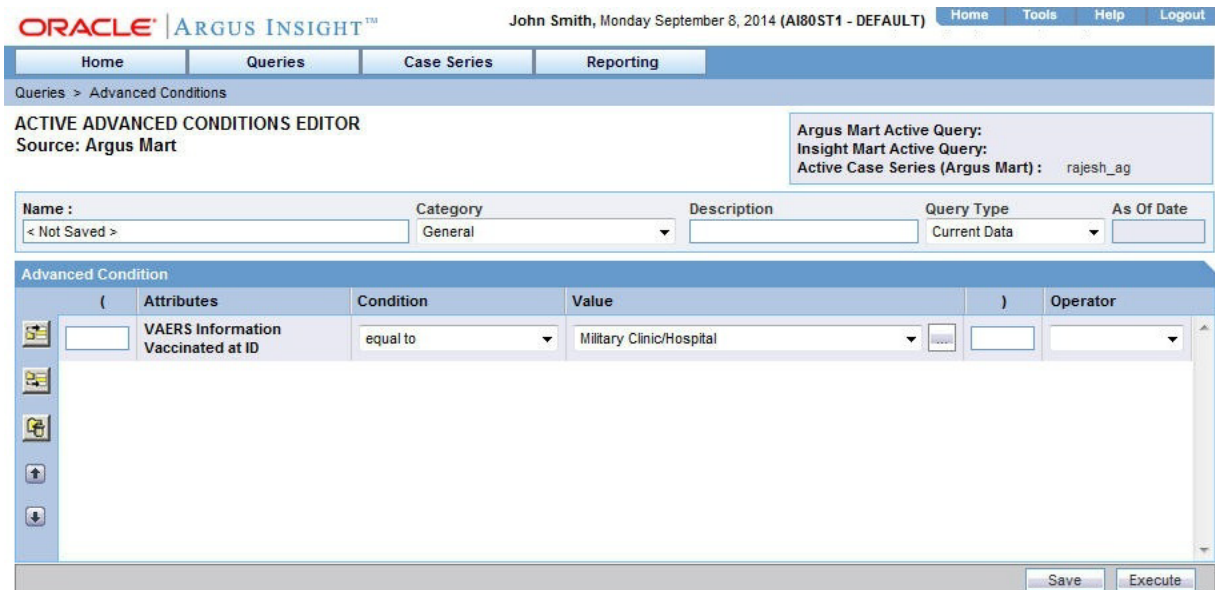 ORACLE® | ARGUS INSIGHT™
John Smith, Monday September 8, 2014 (AI80ST1 - DEFAULT)
Home Tools Help Logout
Home Queries Case Series Reporting
Queries > Advanced Conditions
ACTIVE ADVANCED CONDITIONS EDITOR
Source: Argus Mart
Argus Mart Active Query:
Insight Mart Active Query:
Active Case Series (Argus Mart) : rajesh_ag
Name : Category Description Query Type As Of Date
< Not Saved > General Current Data
Advanced Condition
( Attributes Condition Value ) Operator
VAERS Information
Vaccinated at ID
equal to Military Clinic/Hospital ...
Save Execute